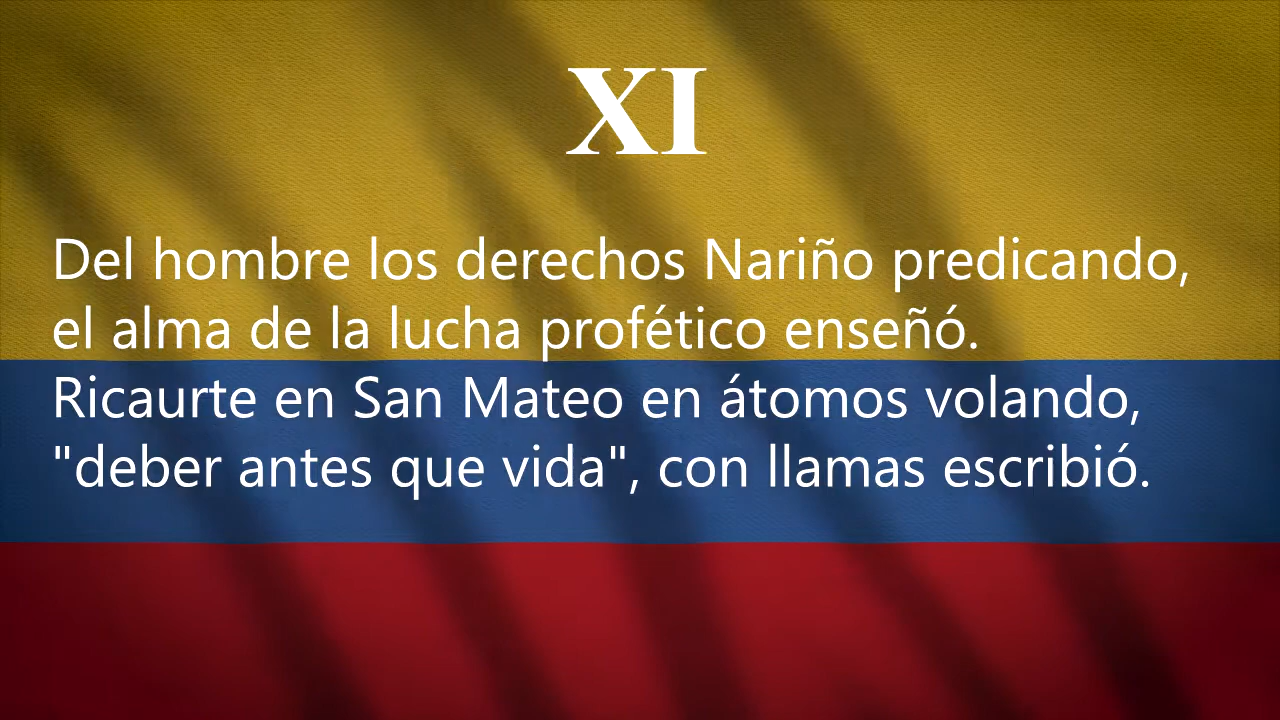 XI
Del hombre los derechos Nariño predicando,
el alma de la lucha profético enseñó.
Ricaurte en San Mateo en átomos volando,
"deber antes que vida", con llamas escribió.